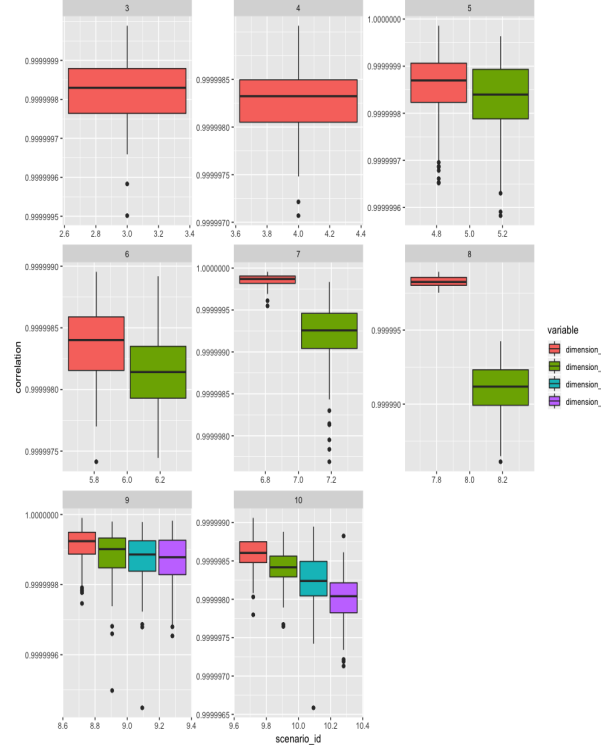 3
4
5
0.9999999
0.9999998
0.9999997
0.9999996
0.9999995
2.6 2.8 3.0 3.2 3.4
0.9999985
0.9999980
0.9999975
0.9999970
3.6 3.8 4.0 4.2 4.4
1.0000000
0.9999999
0.9999998
0.9999997
0.9999996
4.8 5.0 5.2
6
7
8
0.9999990
0.9999985
0.9999980
0.9999975
5.8 6.0 6.2
1.0000000
0.9999995
0.9999990
0.9999985
0.9999980
6.8 7.0 7.2
0.999995
0.999990
7.8 8.0 8.2
9
10
1.0000000
0.9999998
0.9999996
8.6 8.8 9.0 9.2 9.4
0.9999990
0.9999985
0.9999980
0.9999975
0.9999970
0.9999965
9.6 9.8 10.0 10.2 10.4
correlation
scenario_id
variable
dimension_
dimension_
dimension_
dimension_